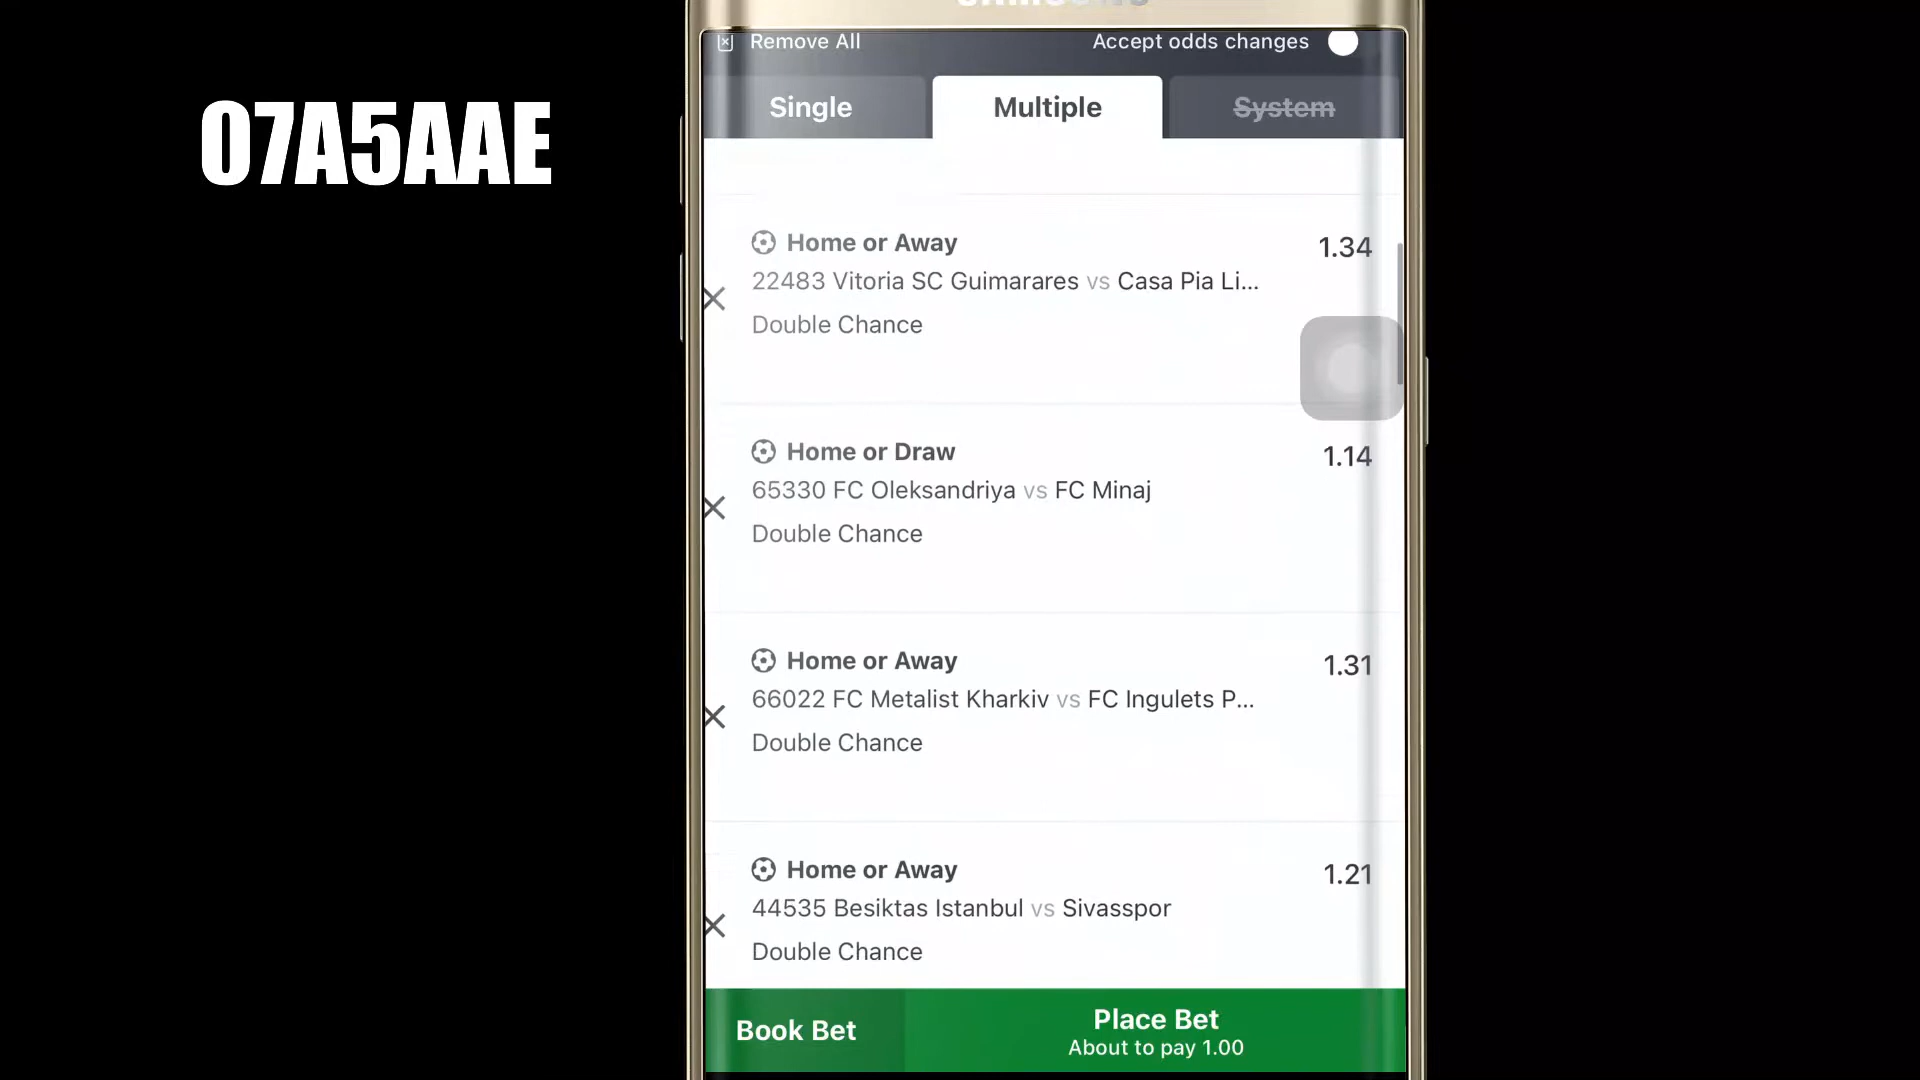 07A5AAE
SAMSUNG
Remove All
Accept odds changes
Single
Multiple
System
Home or Away
1.34
22483 Vitoria SC Guimarares vs Casa Pia Li...
Double Chance
Home or Draw
1.14
65330 FC Oleksandriya vs FC Minaj
Double Chance
Home or Away
1.31
66022 FC Metalist Kharkiv vs FC Ingulets P...
Double Chance
Home or Away
1.21
44535 Besiktas Istanbul vs Sivasspor
Double Chance
Book Bet
Place Bet
About to pay 1.00